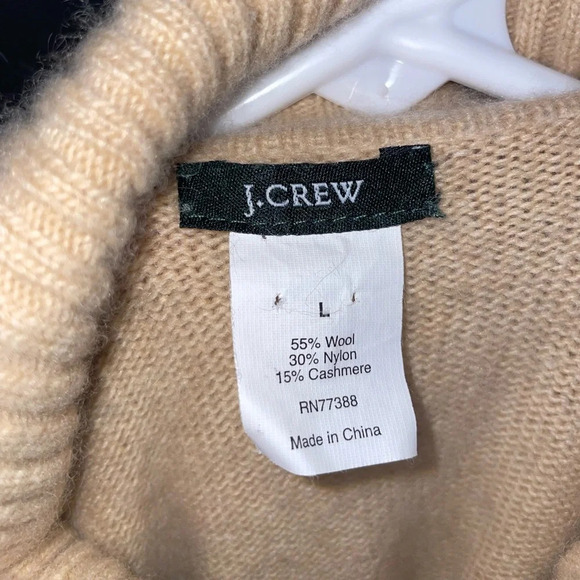 J.CREW
L
55% Wool
30% Nylon
15% Cashmere
RN77388
Made in China